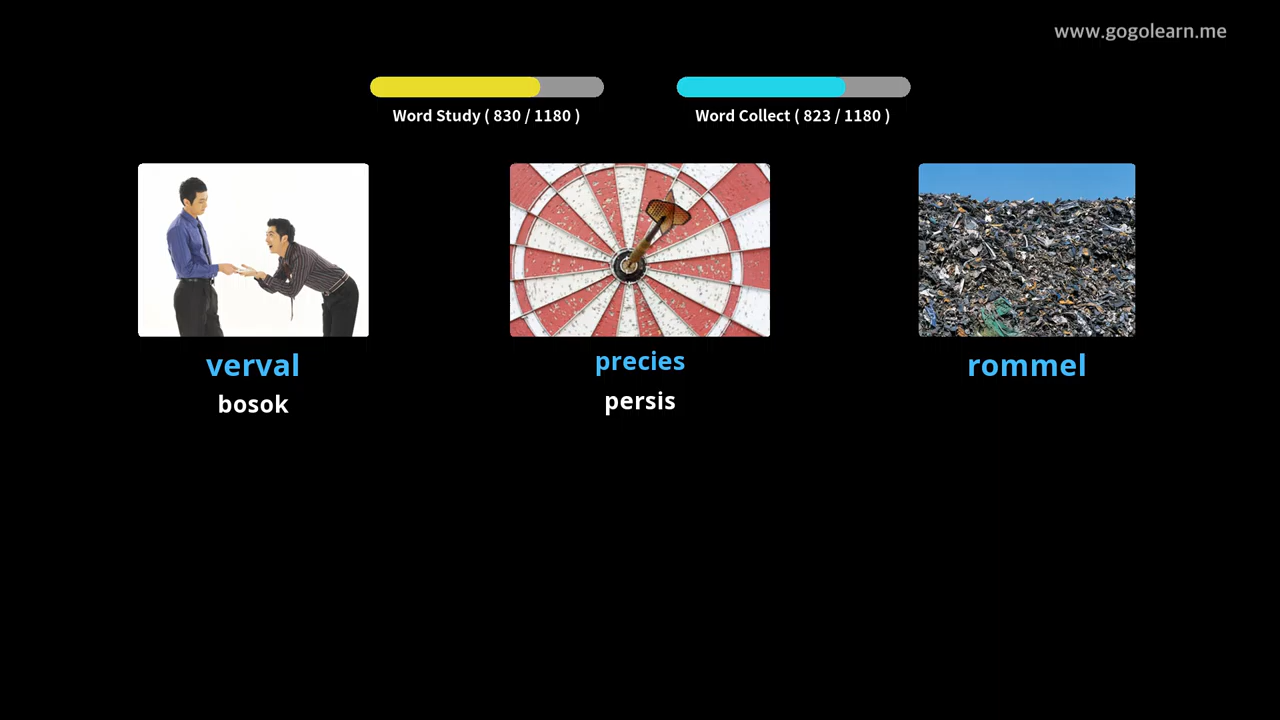 www.gogolearn.me
Word Study ( 830 / 1180 )
Word Collect ( 823 / 1180 )
verval
bosok
precies
persis
rommel